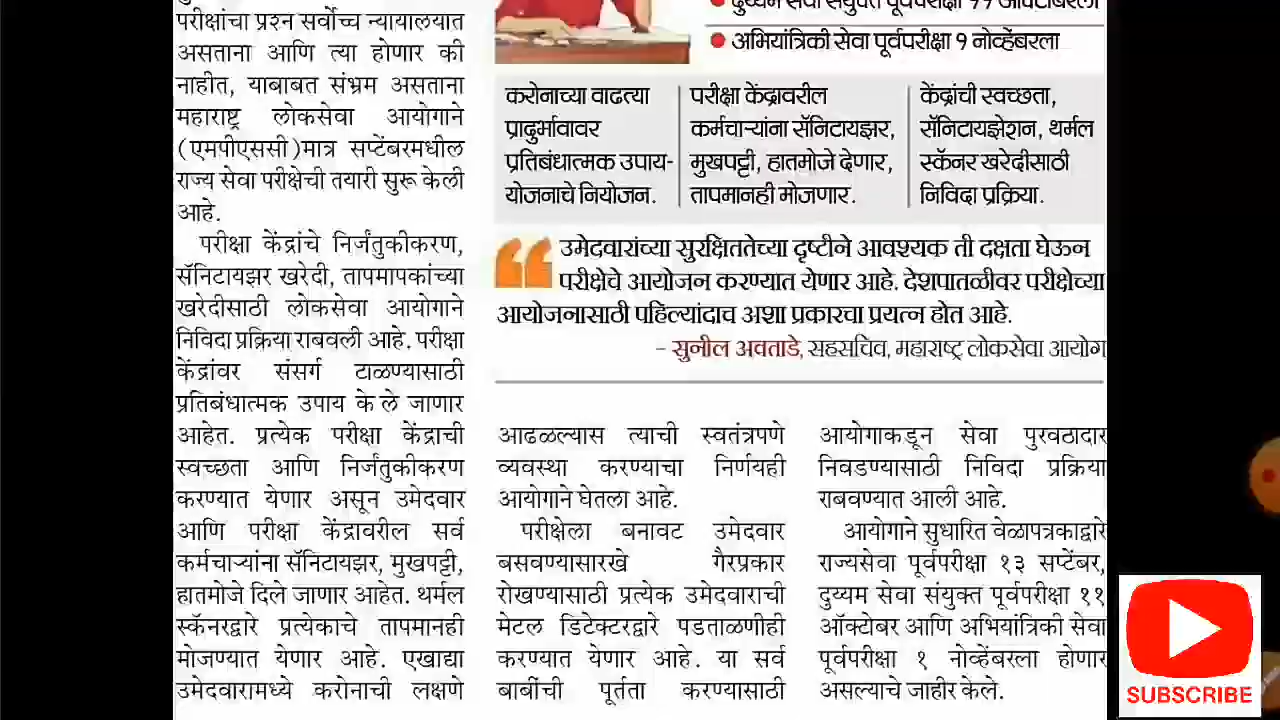 परीक्षांचा प्रश्न सर्वोच्च न्यायालयात
असताना आणि त्या होणार की
नाहीत, याबाबत संभ्रम असताना
महाराष्ट्र लोकसेवा आयोगाने
(एमपीएससी)मात्र सप्टेंबरमधील
राज्य सेवा परीक्षेची तयारी सुरू केली
आहे.
परीक्षा केंद्रांचे निर्जंतुकीकरण,
सॅनिटायझर खरेदी, तापमापकांच्या
खरेदीसाठी लोकसेवा आयोगाने
निविदा प्रक्रिया राबवली आहे. परीक्षा
केंद्रांवर संसर्ग टाळण्यासाठी
प्रतिबंधात्मक उपाय केले जाणार
आहेत. प्रत्येक परीक्षा केंद्राची
स्वच्छता आणि निर्जंतुकीकरण
करण्यात येणार असून उमेदवार
आणि परीक्षा केंद्रावरील सर्व
कर्मचाऱ्यांना सॅनिटायझर, मुखपट्टी,
हातमोजे दिले जाणार आहेत. थर्मल
स्कॅनरद्वारे प्रत्येकाचे तापमानही
मोजण्यात येणार आहे. एखाद्या
उमेदवारामध्ये करोनाची लक्षणे
दुय्यम सेवा संयुक्त पूर्वपरीक्षा ११ ऑक्टोबरला
अभियांत्रिकी सेवा पूर्वपरीक्षा १ नोव्हेंबरला
करोनाच्या वाढत्या
प्रादुर्भावावर
प्रतिबंधात्मक उपाय-
योजनाचे नियोजन.
परीक्षा केंद्रावरील
कर्मचाऱ्यांना सॅनिटायझर,
मुखपट्टी, हातमोजे देणार,
तापमानही मोजणार.
केंद्रांची स्वच्छता,
सॅनिटायझेशन, थर्मल
स्कॅनर खरेदीसाठी
निविदा प्रक्रिया.
उमेदवारांच्या सुरक्षिततेच्या दृष्टीने आवश्यक ती दक्षता घेऊन
परीक्षेचे आयोजन करण्यात येणार आहे. देशपातळीवर परीक्षेच्या
आयोजनासाठी पहिल्यांदाच अशा प्रकारचा प्रयत्न होत आहे.
– सुनील अवताडे, सहसचिव, महाराष्ट्र लोकसेवा आयोग
आढळल्यास त्याची स्वतंत्रपणे
व्यवस्था करण्याचा निर्णयही
आयोगाने घेतला आहे.
परीक्षेला बनावट उमेदवार
बसवण्यासारखे गैरप्रकार
रोखण्यासाठी प्रत्येक उमेदवाराची
मेटल डिटेक्टरद्वारे पडताळणीही
करण्यात येणार आहे. या सर्व
बाबींची पूर्तता करण्यासाठी
आयोगाकडून सेवा पुरवठादार
निवडण्यासाठी निविदा प्रक्रिया
राबवण्यात आली आहे.
आयोगाने सुधारित वेळापत्रकाद्वारे
राज्यसेवा पूर्वपरीक्षा १३ सप्टेंबर,
दुय्यम सेवा संयुक्त पूर्वपरीक्षा ११
ऑक्टोबर आणि अभियांत्रिकी सेवा
पूर्वपरीक्षा १ नोव्हेंबरला होणार
असल्याचे जाहीर केले.
SUBSCRIBE